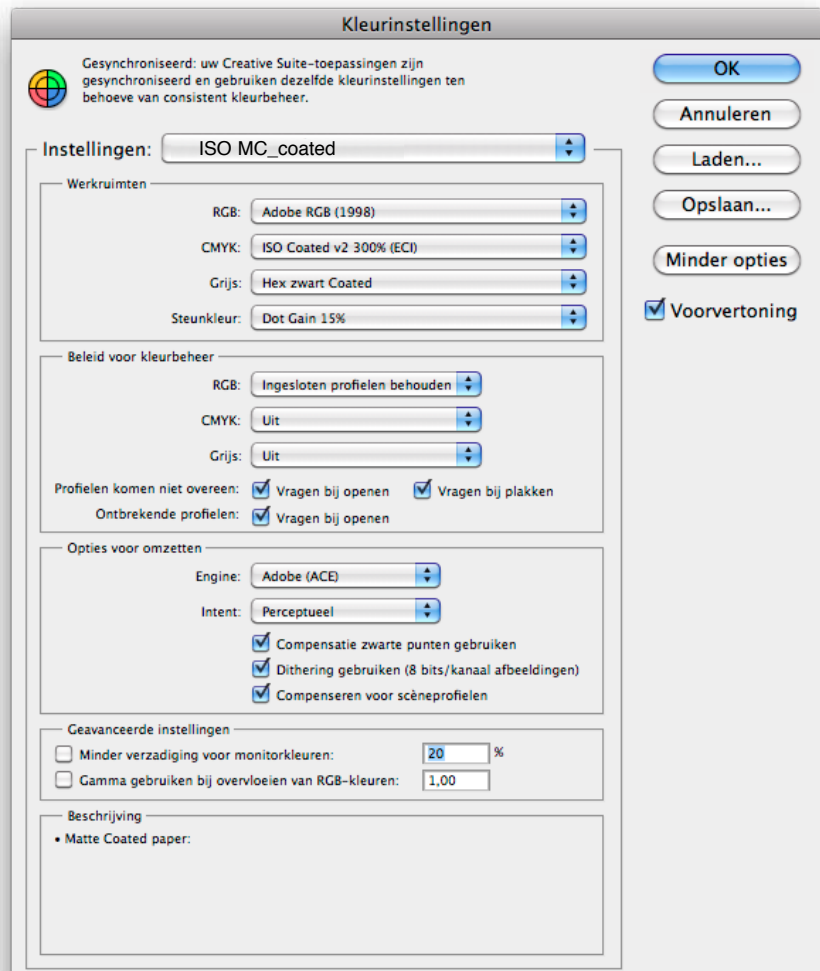 Kleurinstellingen
Gesynchroniseerd: uw Creative Suite-toepassingen zijn
gesynchroniseerd en gebruiken dezelfde kleurinstellingen ten
behoeve van consistent kleurbeheer.
OK
Annuleren
Laden...
Opslaan...
Minder opties
Voorvertoning
Instellingen: ISO MC_coated
Werkruimten
RGB: Adobe RGB (1998)
CMYK: ISO Coated v2 300% (ECI)
Grijs: Hex zwart Coated
Steunkleur: Dot Gain 15%
Beleid voor kleurbeheer
RGB: Ingesloten profielen behouden
CMYK: Uit
Grijs: Uit
Profielen komen niet overeen: Vragen bij openen Vragen bij plakken
Ontbrekende profielen: Vragen bij openen
Opties voor omzetten
Engine: Adobe (ACE)
Intent: Perceptueel
Compensatie zwarte punten gebruiken
Dithering gebruiken (8 bits/kanaal afbeeldingen)
Compenseren voor scèneprofielen
Geavanceerde instellingen
Minder verzadiging voor monitorkleuren: 20 %
Gamma gebruiken bij overvloeien van RGB-kleuren: 1,00
Beschrijving
• Matte Coated paper: